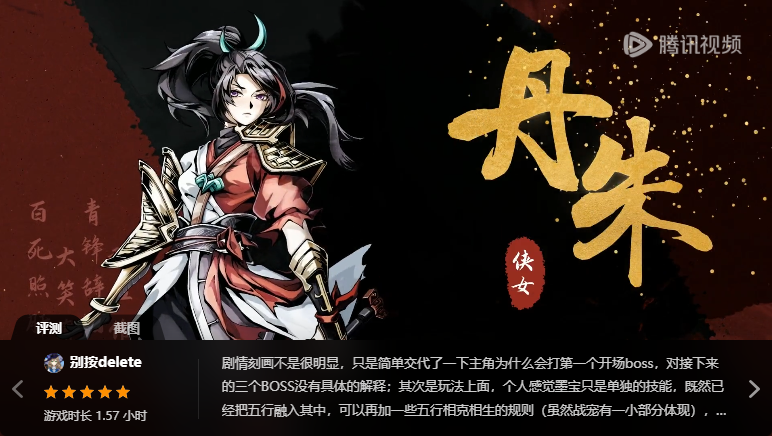 腾讯视频
丹朱
侠女
百死照
大笑
青锋铸
评测 截图
别按delete
游戏时长 1.57 小时
剧情刻画不是很明显，只是简单交代了一下主角为什么会打第一个开场boss，对接下来
的三个BOSS没有具体的解释；其次是玩法上面，个人感觉墨宝只是单独的技能，既然已
经把五行融入其中，可以再加一些五行相克相生的规则（虽然战宠有一小部分体现），...